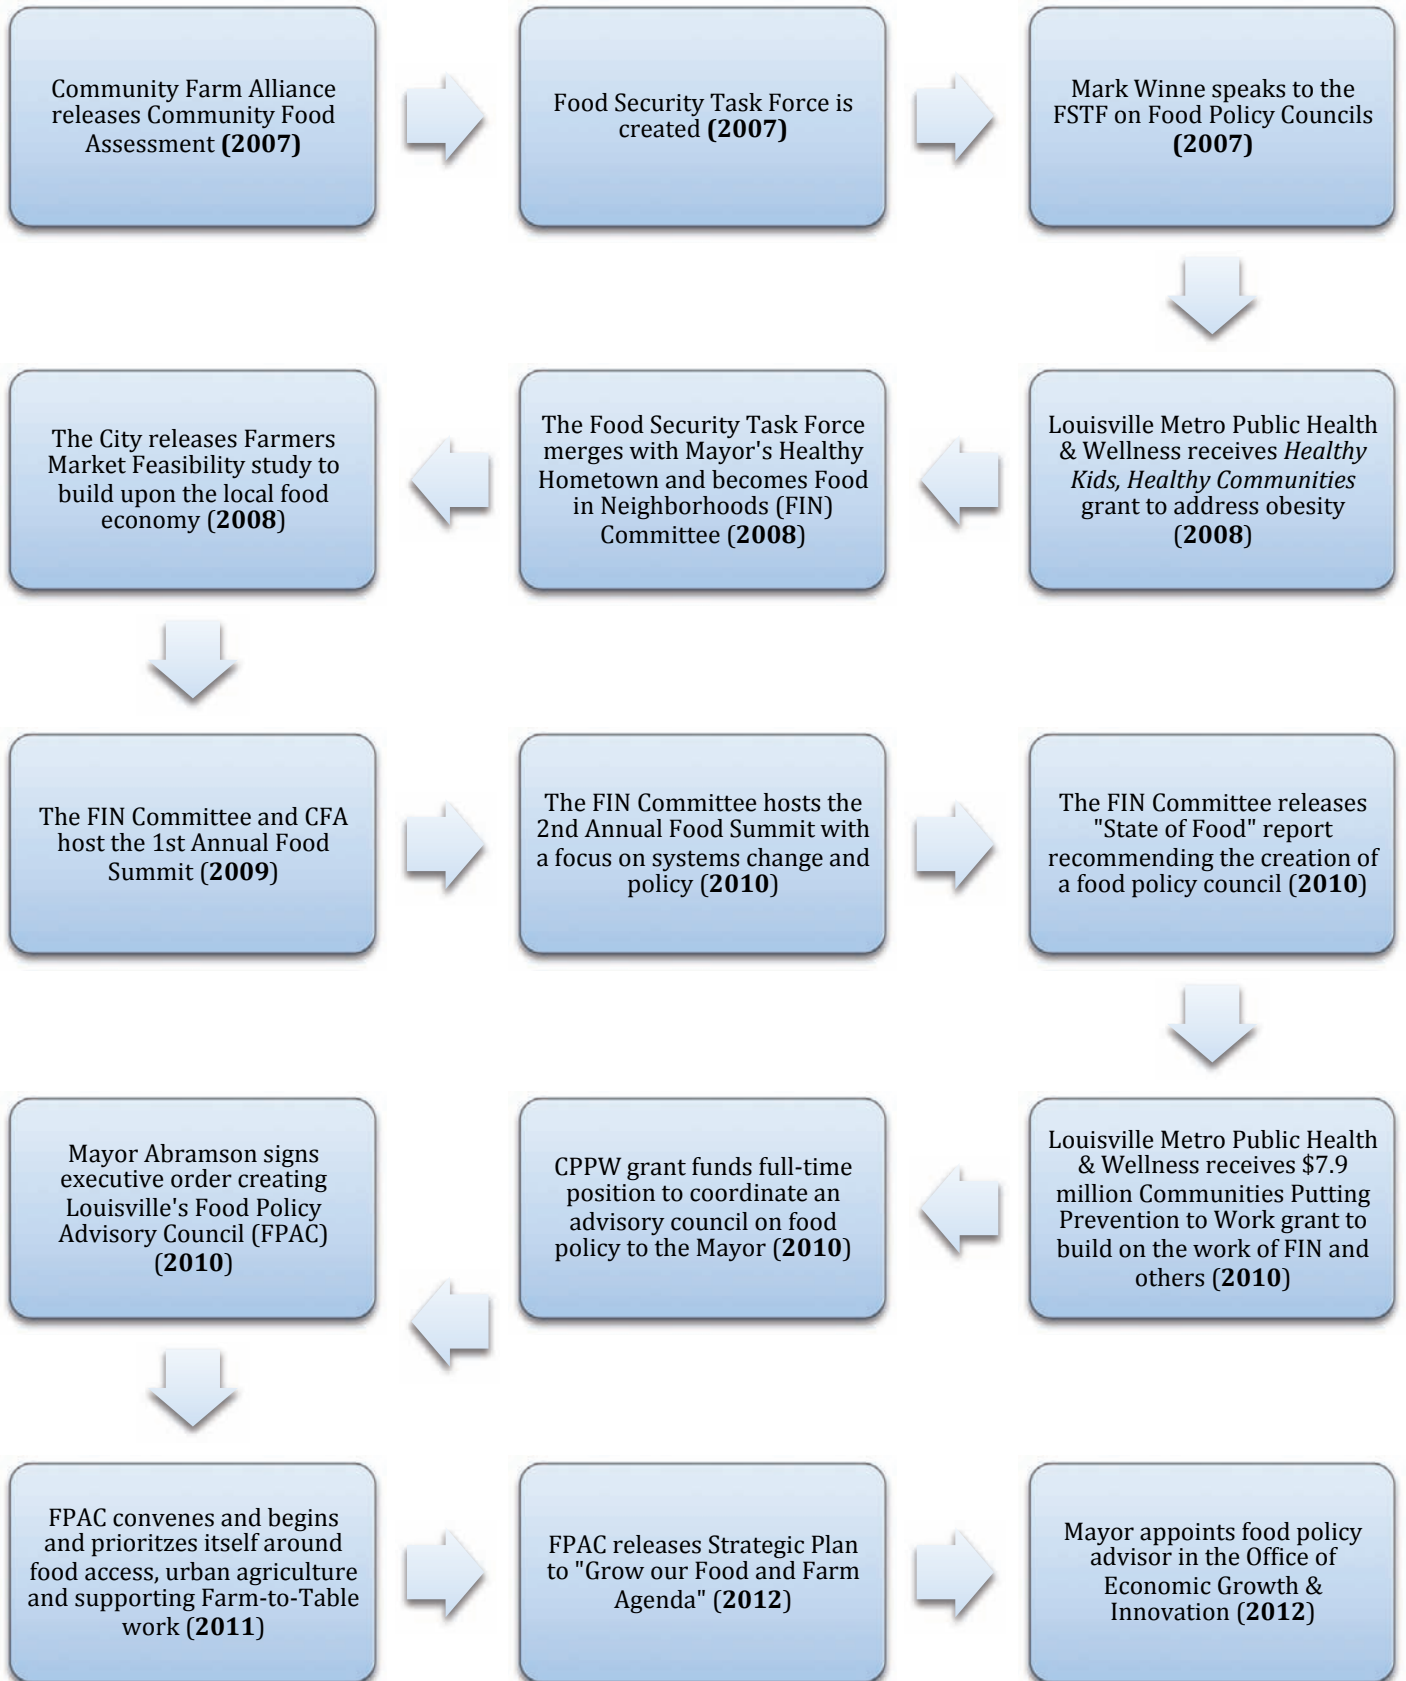 Community Farm Alliance
releases Community Food
Assessment (2007)
Food Security Task Force is
created (2007)
Mark Winne speaks to the
FSTF on Food Policy Councils
(2007)
Louisville Metro Public Health
& Wellness receives Healthy
Kids, Healthy Communities
grant to address obesity
(2008)
The Food Security Task Force
merges with Mayor's Healthy
Hometown and becomes Food
in Neighborhoods (FIN)
Committee (2008)
The City releases Farmers
Market Feasibility study to
build upon the local food
economy (2008)
The FIN Committee and CFA
host the 1st Annual Food
Summit (2009)
The FIN Committee hosts the
2nd Annual Food Summit with
a focus on systems change and
policy (2010)
The FIN Committee releases
"State of Food" report
recommending the creation of
a food policy council (2010)
Louisville Metro Public Health
& Wellness receives $7.9
million Communities Putting
Prevention to Work grant to
build on the work of FIN and
others (2010)
CPPW grant funds full-time
position to coordinate an
advisory council on food
policy to the Mayor (2010)
Mayor Abramson signs
executive order creating
Louisville's Food Policy
Advisory Council (FPAC)
(2010)
FPAC convenes and begins
and prioritzes itself around
food access, urban agriculture
and supporting Farm-to-Table
work (2011)
FPAC releases Strategic Plan
to "Grow our Food and Farm
Agenda" (2012)
Mayor appoints food policy
advisor in the Office of
Economic Growth &
Innovation (2012)